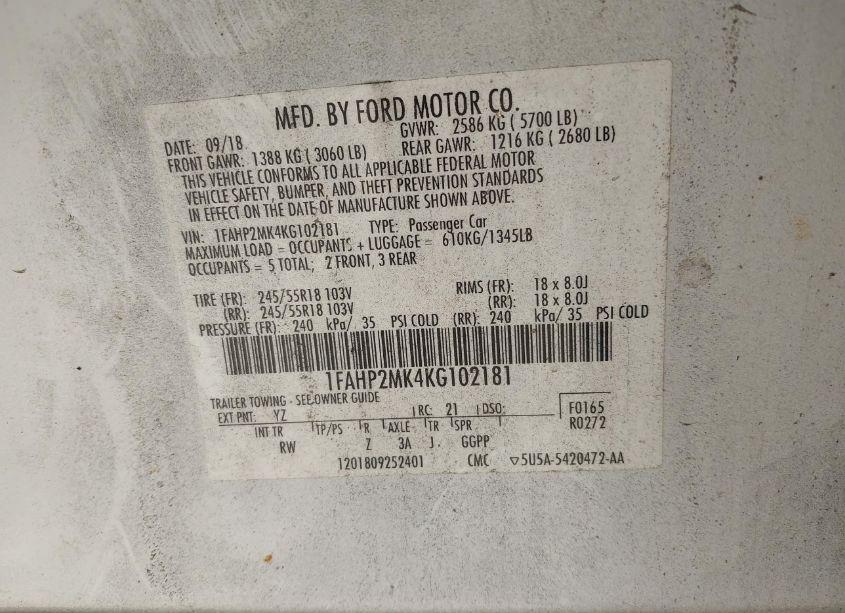 MFD. BY FORD MOTOR CO.
DATE: 09/18 GVWR: 2586 KG ( 5700 LB)
FRONT GAWR: 1388 KG ( 3060 LB) REAR GAWR: 1216 KG ( 2680 LB)
THIS VEHICLE CONFORMS TO ALL APPLICABLE FEDERAL MOTOR
VEHICLE SAFETY, BUMPER, AND THEFT PREVENTION STANDARDS
IN EFFECT ON THE DATE OF MANUFACTURE SHOWN ABOVE.
VIN: 1FAHP2MK4KG102181 TYPE: Passenger Car
MAXIMUM LOAD = OCCUPANTS + LUGGAGE = 610KG/1345LB
OCCUPANTS = 5 TOTAL; 2 FRONT, 3 REAR
TIRE (FR): 245/55R18 103V RIMS (FR): 18 x 8.0J
(RR): 245/55R18 103V (RR): 18 x 8.0J
PRESSURE (FR): 240 kPa/ 35 PSI COLD (RR): 240 kPa/ 35 PSI COLD
1FAHP2MK4KG102181
TRAILER TOWING - SEE OWNER GUIDE
EXT PNT: YZ RC: 21 DSO: F0165
INT TR TP/PS R AXLE TR SPR R0272
RW Z 3A J GGPP
1201809252401 CMC ▽5U5A-5420472-AA